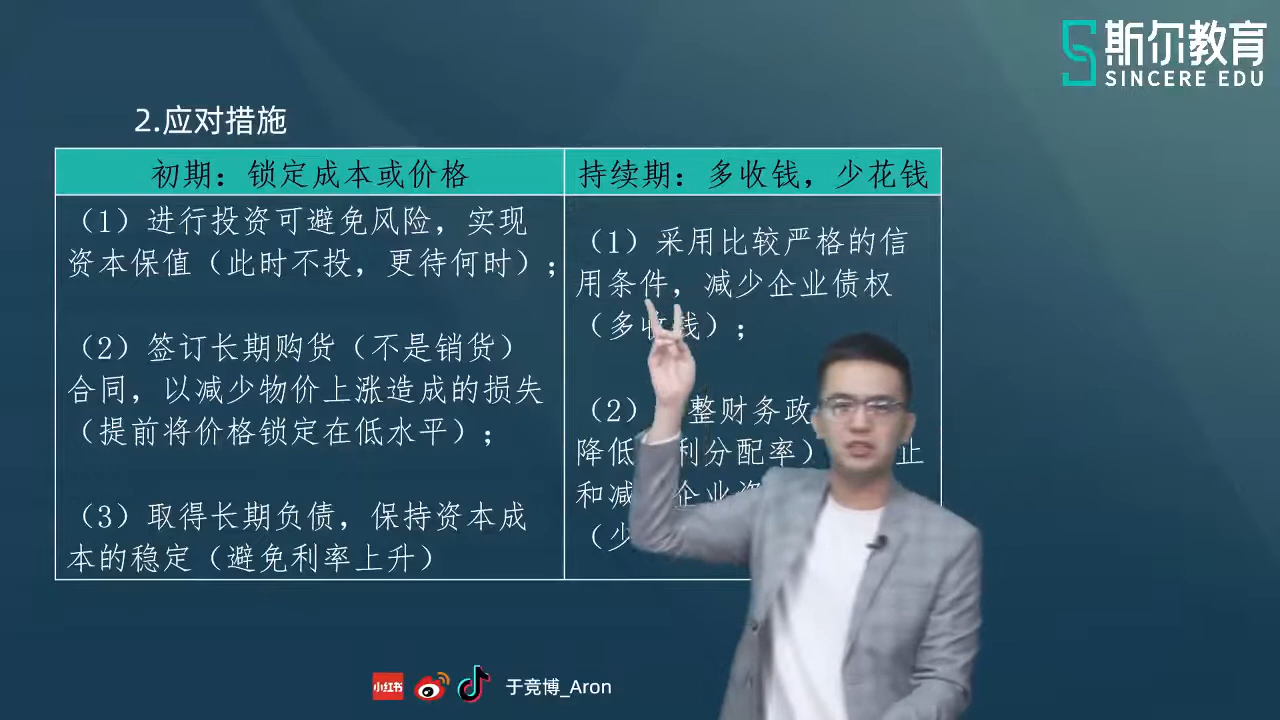 斯尔教育
SINCERE EDU
2.应对措施
初期：锁定成本或价格
持续期：多收钱，少花钱
（1）进行投资可避免风险，实现
资本保值（此时不投，更待何时）；
（2）签订长期购货（不是销货）
合同，以减少物价上涨造成的损失
（提前将价格锁定在低水平）；
（3）取得长期负债，保持资本成
本的稳定（避免利率上升）
（1）采用比较严格的信
用条件，减少企业债权
（多收钱）；
（2） 整财务政
降低 利分配率） 止
和减 企业资
（少
小红书
于竞博_Aron